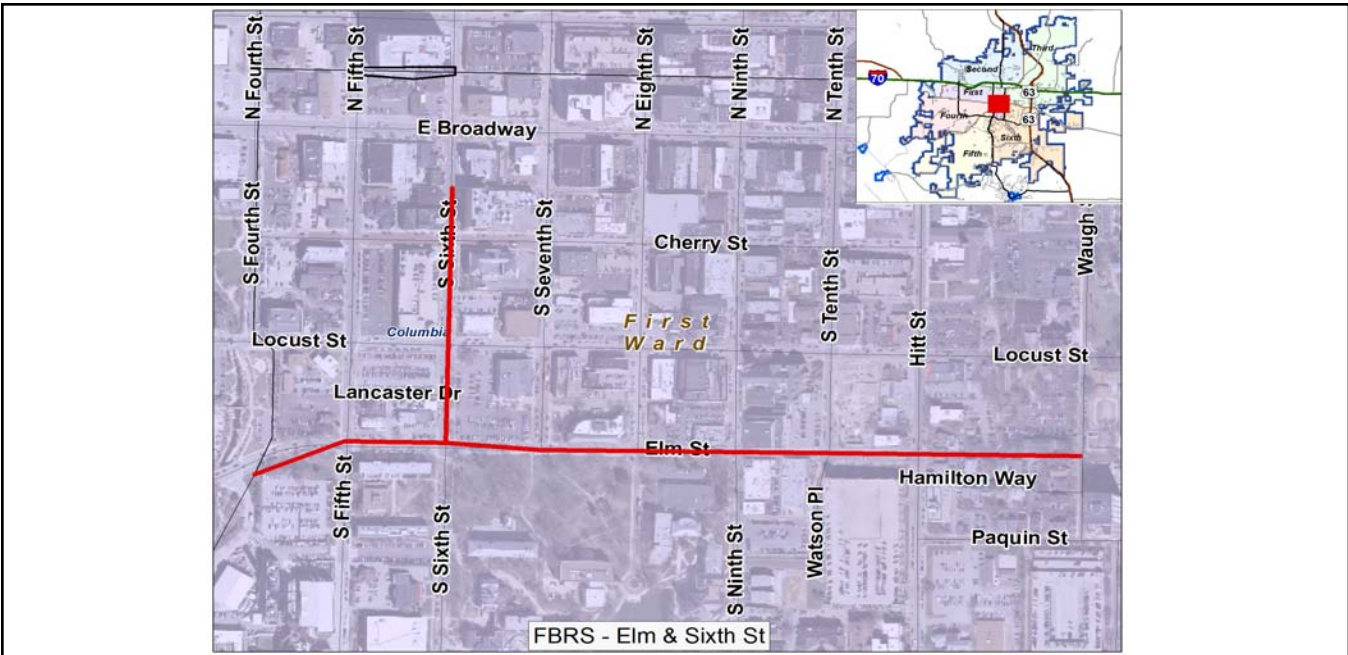 N Fourth St
N Fifth St
N Eighth St
N Ninth St
N Tenth St
70
Second
Third
First
63
Fourth
63
Sixth
Fifth
E Broadway
S Fourth St
S Sixth St
S Seventh St
Cherry St
S Tenth St
Waugh
Hitt St
Columbia
First
Ward
Locust St
Locust St
Lancaster Dr
Elm St
Hamilton Way
S Fifth St
S Sixth St
S Ninth St
Watson Pl
Paquin St
FBRS - Elm & Sixth St